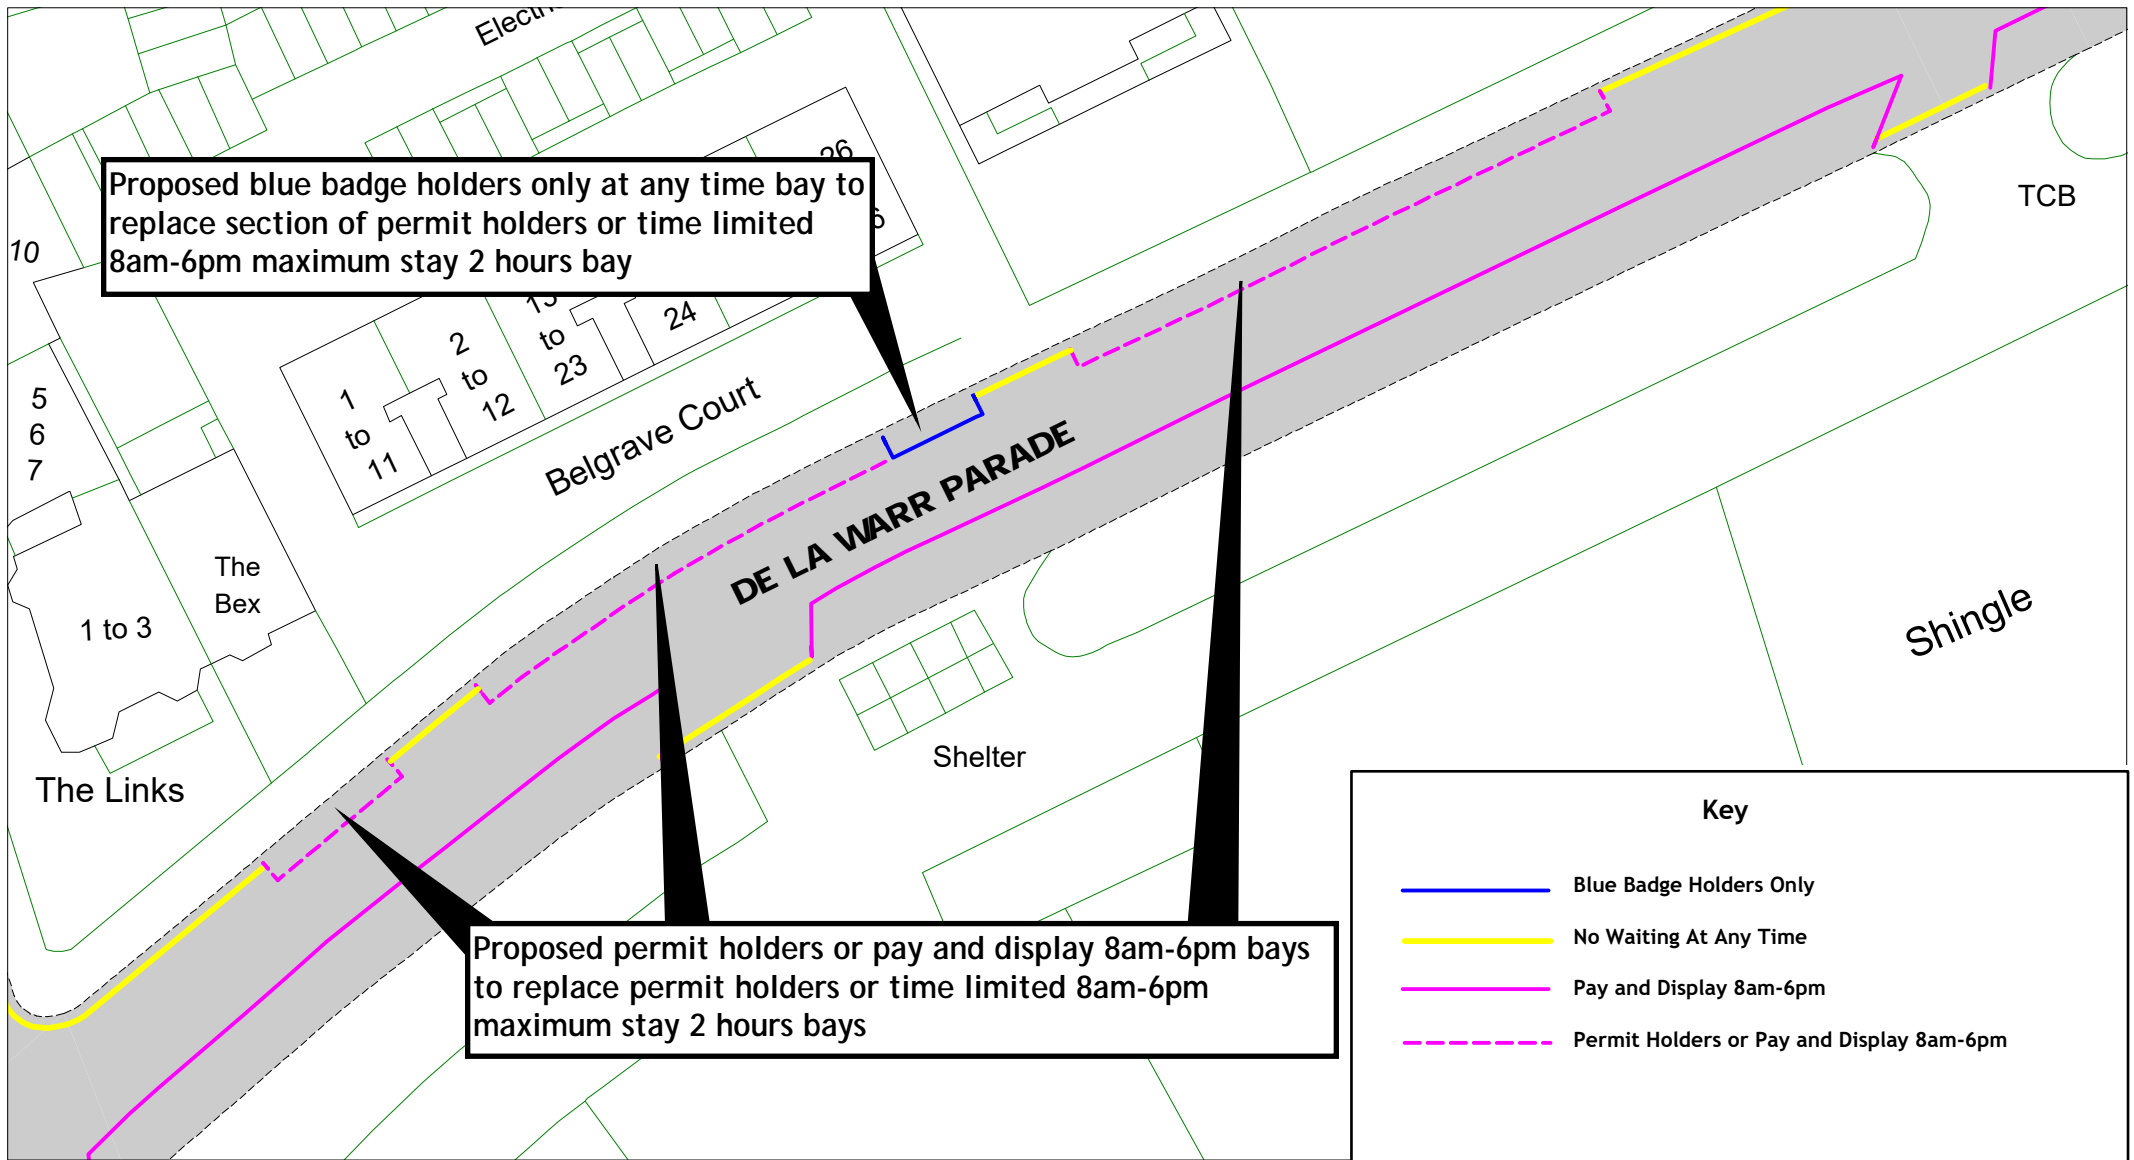 Proposed blue badge holders only at any time bay to
replace section of permit holders or time limited
8am-6pm maximum stay 2 hours bay
26
10
1
to
11
2
to
12
to
23
24
Belgrave Court
5
6
7
The
Bex
1 to 3
The Links
DE LA WARR PARADE
TCB
Shingle
Shelter
Proposed permit holders or pay and display 8am-6pm bays
to replace permit holders or time limited 8am-6pm
maximum stay 2 hours bays
Key
Blue Badge Holders Only
No Waiting At Any Time
Pay and Display 8am-6pm
Permit Holders or Pay and Display 8am-6pm